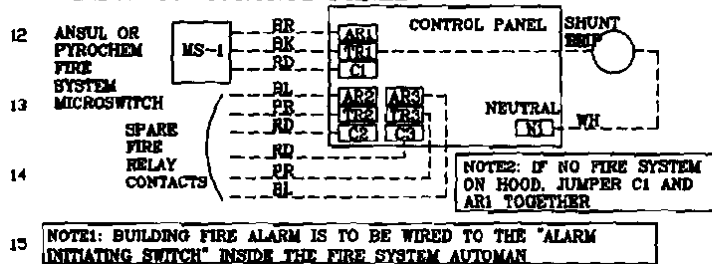 12 ANSUL OR
PYROCHEM
FIRE
SYSTEM
13 MICROSWITCH
MS-1
BR
BK
RD
AR1
TR1
C1
CONTROL PANEL
SHUNT
TRIP
BL
PR
RD
AR2 AR3
TR2 TR3
C2 C3
NEUTRAL
N1
WH
SPARE
FIRE
RELAY
14 CONTACTS
RD
PR
BL
NOTE2: IF NO FIRE SYSTEM
ON HOOD, JUMPER C1 AND
AR1 TOGETHER
15 NOTE1: BUILDING FIRE ALARM IS TO BE WIRED TO THE "ALARM
INITIATING SWITCH" INSIDE THE FIRE SYSTEM AUTOMAN